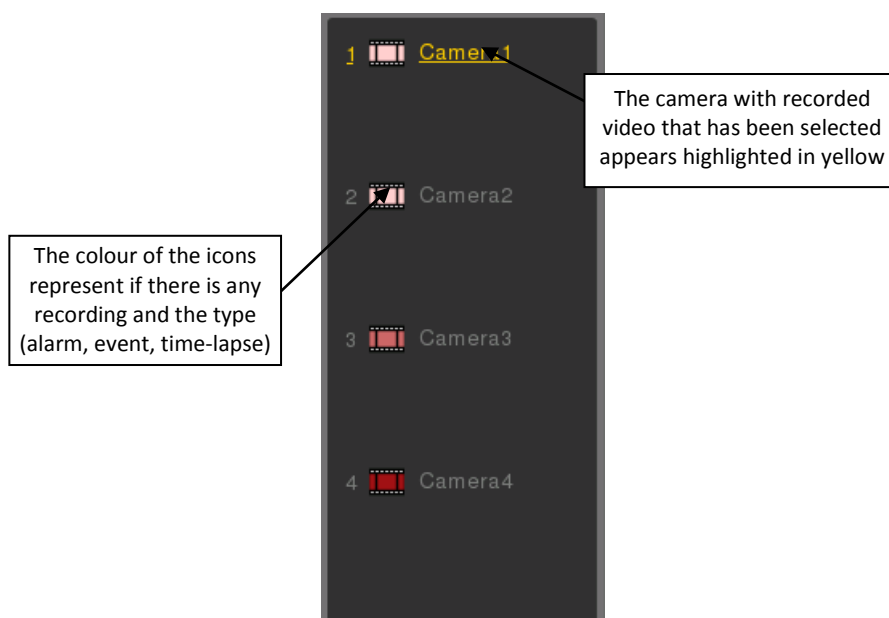 1 Camera1
The camera with recorded
video that has been selected
appears highlighted in yellow
2 Camera2
The colour of the icons
represent if there is any
recording and the type
(alarm, event, time-lapse)
3 Camera3
4 Camera4